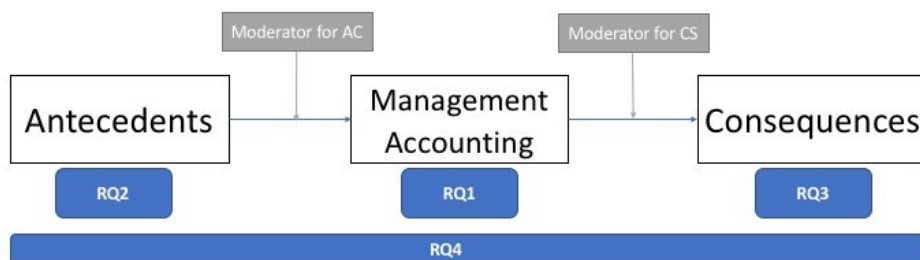 Moderator for AC
Moderator for CS
Antecedents
Management
Accounting
Consequences
RQ2
RQ1
RQ3
RQ4